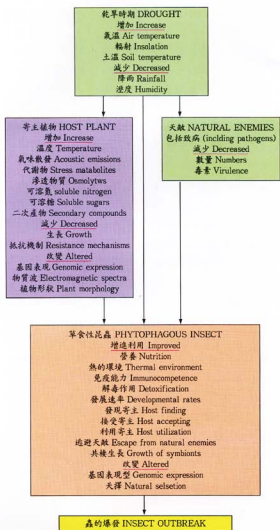 乾旱時期 DROUGHT
增加 Increase
氣溫 Air temperature
輻射 Insolation
土溫 Soil temperature
減少 Decreased
降雨 Rainfall
溼度 Humidity
寄主植物 HOST PLANT
增加 Increase
溫度 Temperature
氣味散發 Acoustic emissions
代謝物 Stress matabolites
滲透物質 Osmolytws
可溶氮 soluble nitrogen
可溶糖 Soluble sugars
二次產物 Secondary compounds
減少 Decreased
生長 Growth
抵抗機制 Resistance mechanisms
改變 Altered
基因表現 Genomic expression
物質波 Electromagnetic spectra
植物形狀 Plant morphology
天敵 NATURAL ENEMIES
包括致病 (incluing pathogens)
減少 Decreased
數量 Numbers
毒素 Virulence
草食性昆蟲 PHYTOPHAGOUS INSECT
增進利用 Improved
營養 Nutrition
熱的環境 Thermal environment
免疫能力 Immunocompetence
解毒作用 Detoxification
發展速率 Developmental rates
發現寄主 Host finding
接受寄主 Host accepting
利用寄主 Host utilization
逃避天敵 Escape from natural enemies
共棲生長 Growth of symbionts
改變 Altered
基因表現型 Genomic expression
天擇 Natural selsetion
蟲的爆發 INSECT OUTBREAK